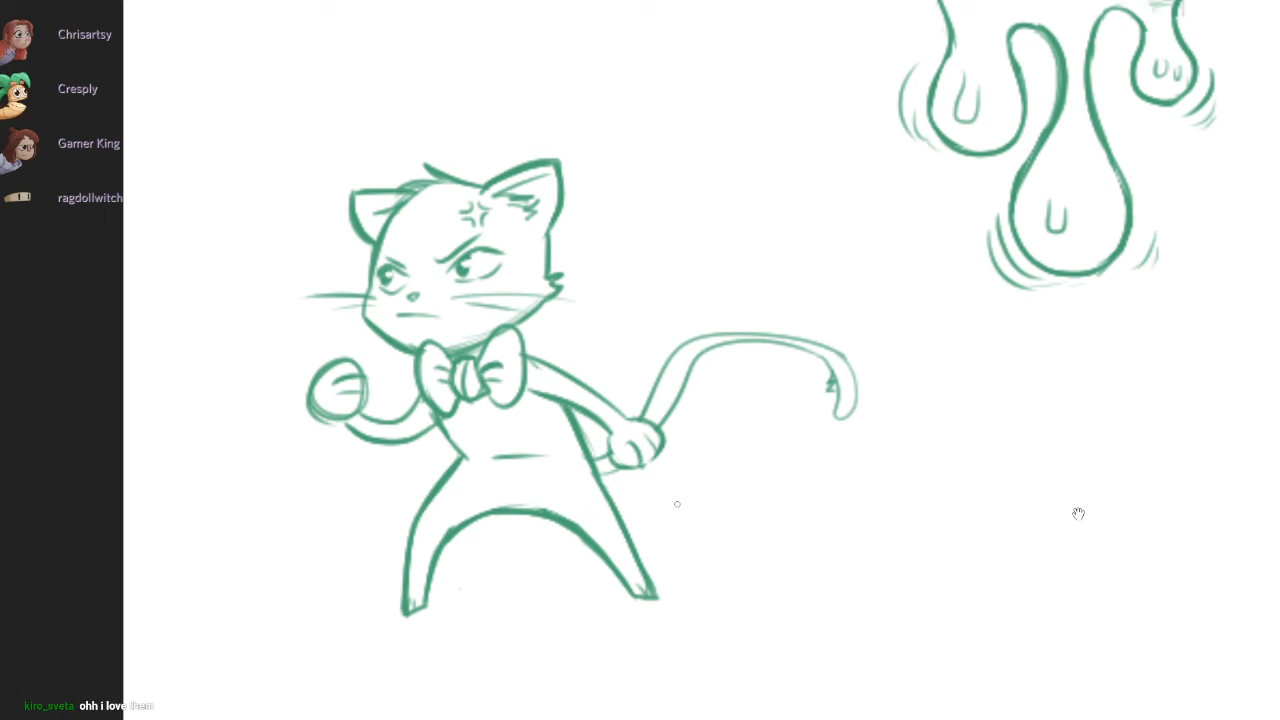 Chrisartsy
Cresply
Gamer King
ragdollwitch
kiro_sveta ohh i love them